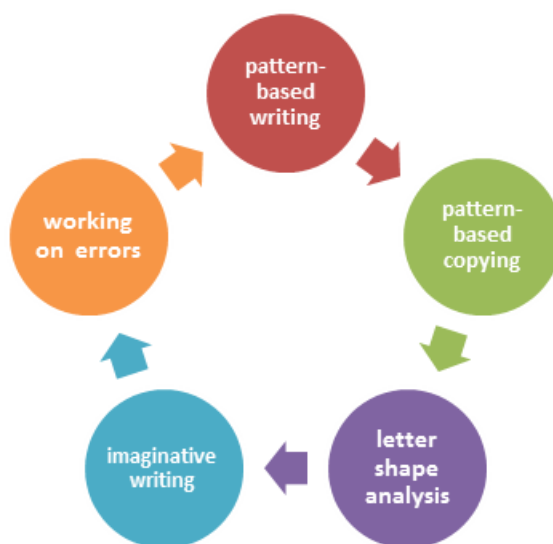 pattern-
based
writing
pattern-
based
copying
letter
shape
analysis
imaginative
writing
working
on errors